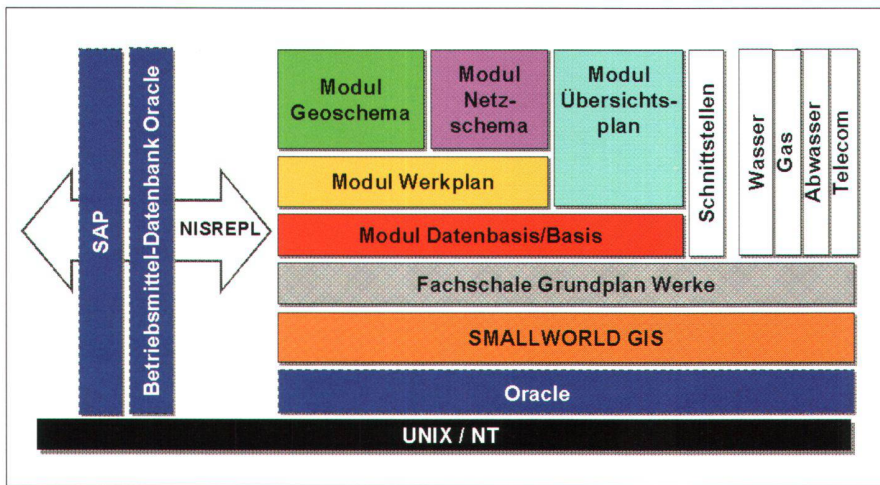 SAP
Betriebsmittel-Datenbank Oracle
NISREPL
Modul
Geoschema
Modul
Netz-
schema
Modul
Übersichts-
plan
Schnittstellen
Wasser
Gas
Abwasser
Telecom
Modul Werkplan
Modul Datenbasis/Basis
Fachschale Grundplan Werke
SMALLWORLD GIS
Oracle
UNIX / NT